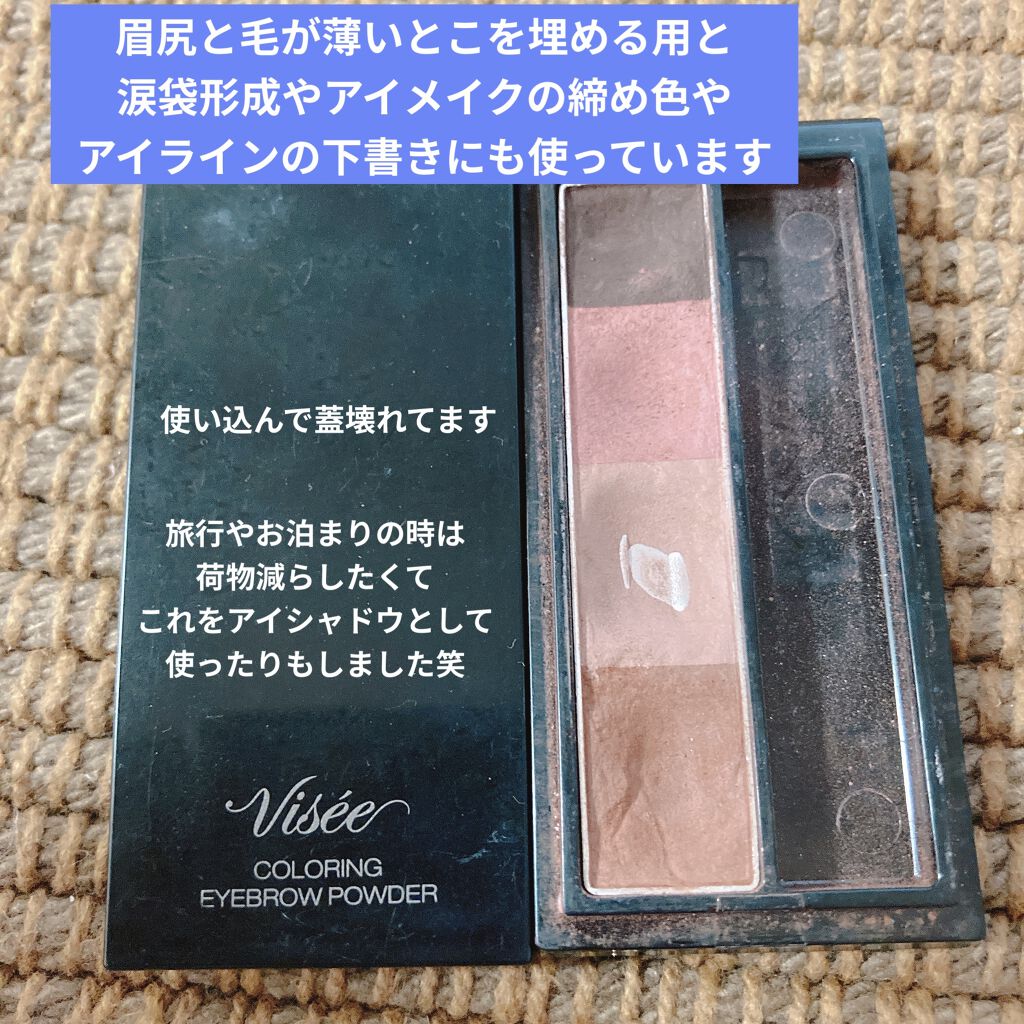 眉尻と毛が薄いとこを埋める用と
涙袋形成やアイメイクの締め色や
アイラインの下書きにも使っています
使い込んで蓋壊れてます
旅行やお泊まりの時は
荷物減らしたくて
これをアイシャドウとして
使ったりもしました笑
Visée
COLORING
EYEBROW POWDER